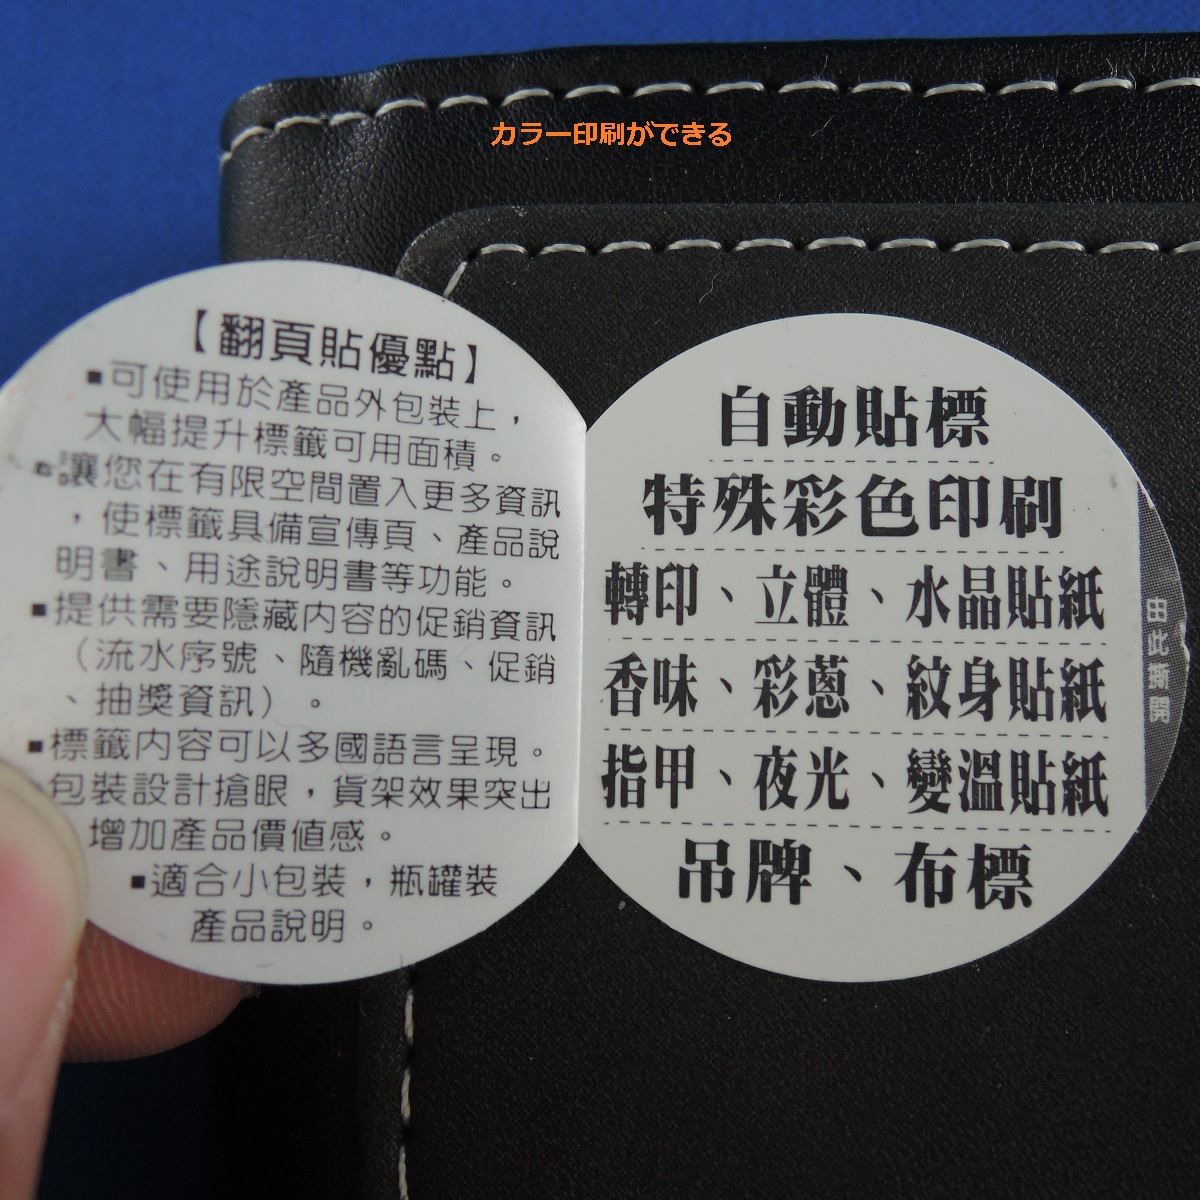 カラー印刷ができる
【翻頁貼優點】
▪可使用於產品外包裝上，
大幅提升標籤可用面積。
▪讓您在有限空間置入更多資訊
，使標籤具備宣傳頁、產品說
明書、用途說明書等功能。
▪提供需要隱藏內容的促銷資訊
（流水序號、隨機亂碼、促銷
、抽獎資訊）。
▪標籤內容可以多國語言呈現。
包裝設計搶眼，貨架效果突出
增加產品價值感。
▪適合小包裝，瓶罐裝
產品說明。
自動貼標
特殊彩色印刷
轉印、立體、水晶貼紙
香味、彩蔥、紋身貼紙
指甲、夜光、變溫貼紙
吊牌、布標
由此撕開